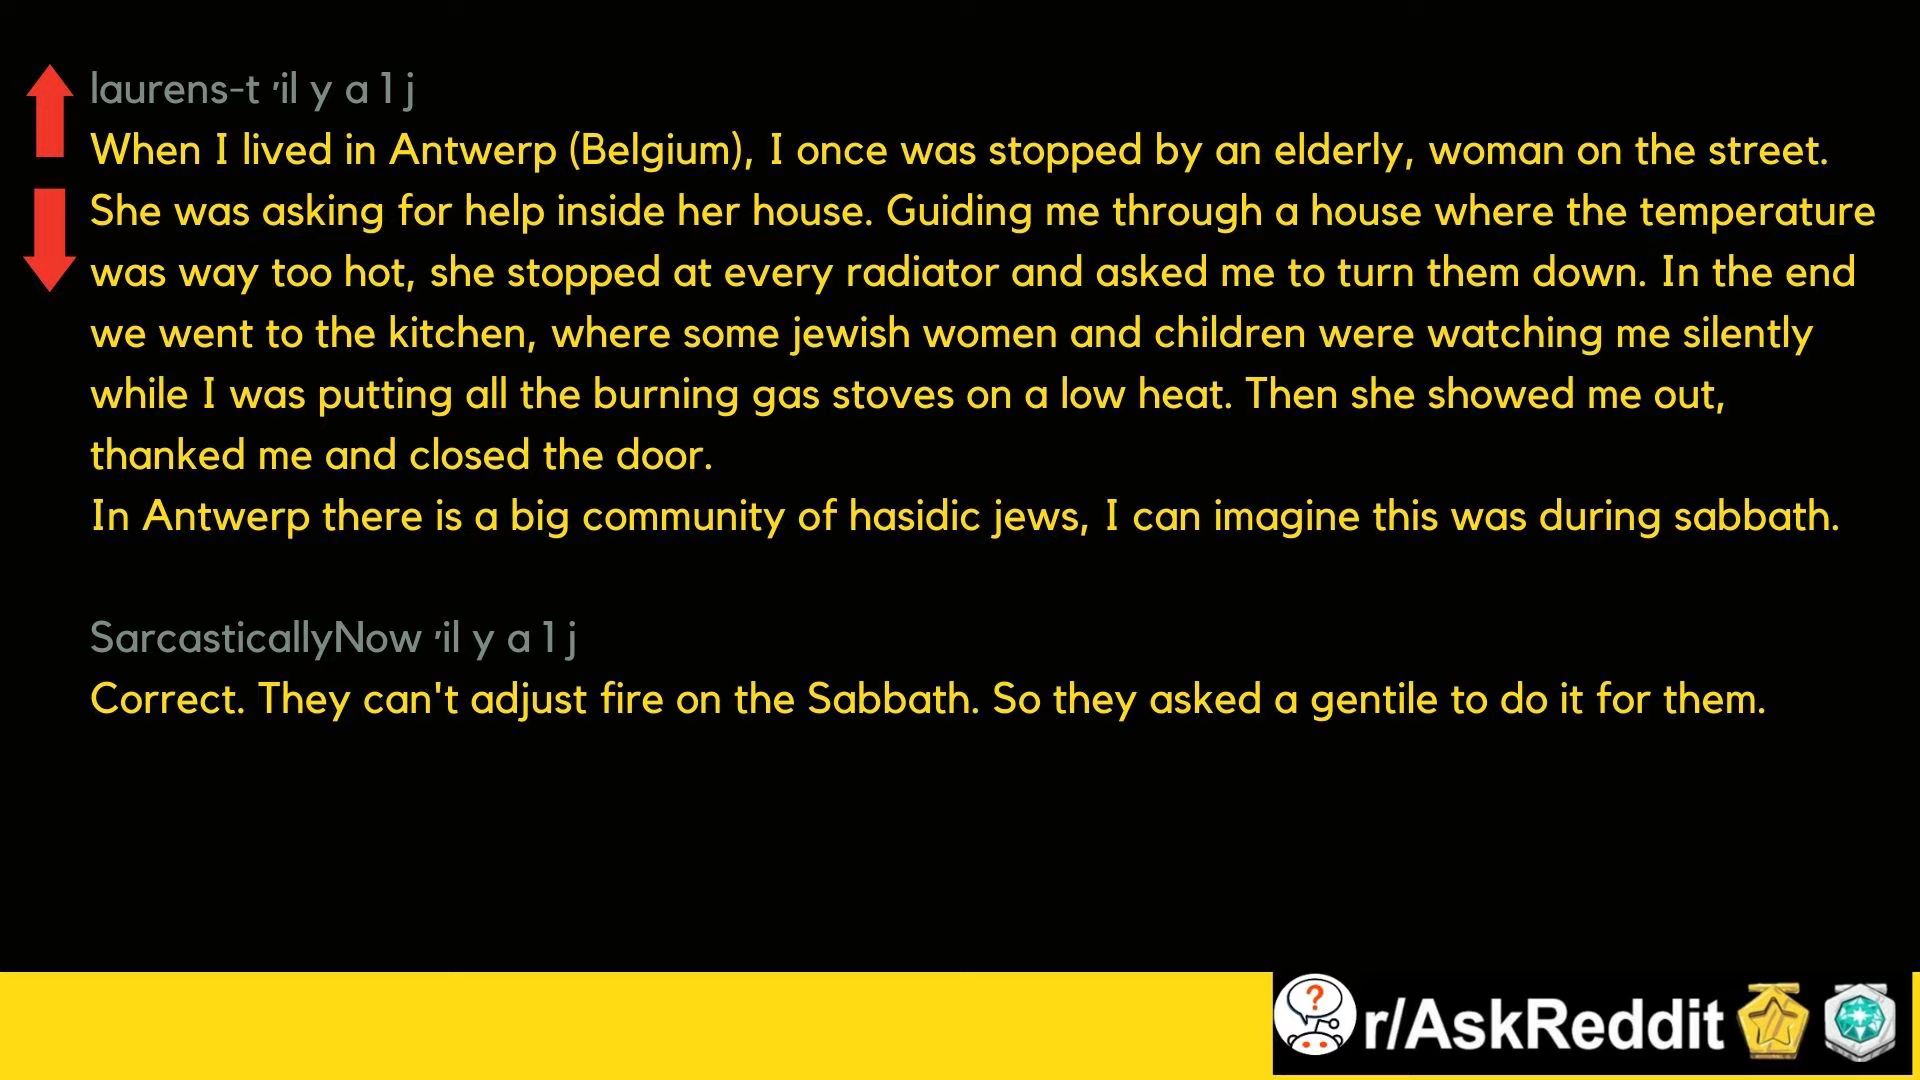 laurens-t ·il y a 1 j
When I lived in Antwerp (Belgium), I once was stopped by an elderly, woman on the street.
She was asking for help inside her house. Guiding me through a house where the temperature
was way too hot, she stopped at every radiator and asked me to turn them down. In the end
we went to the kitchen, where some jewish women and children were watching me silently
while I was putting all the burning gas stoves on a low heat. Then she showed me out,
thanked me and closed the door.
In Antwerp there is a big community of hasidic jews, I can imagine this was during sabbath.
SarcasticallyNow ·il y a 1 j
Correct. They can't adjust fire on the Sabbath. So they asked a gentile to do it for them.
?
r/AskReddit